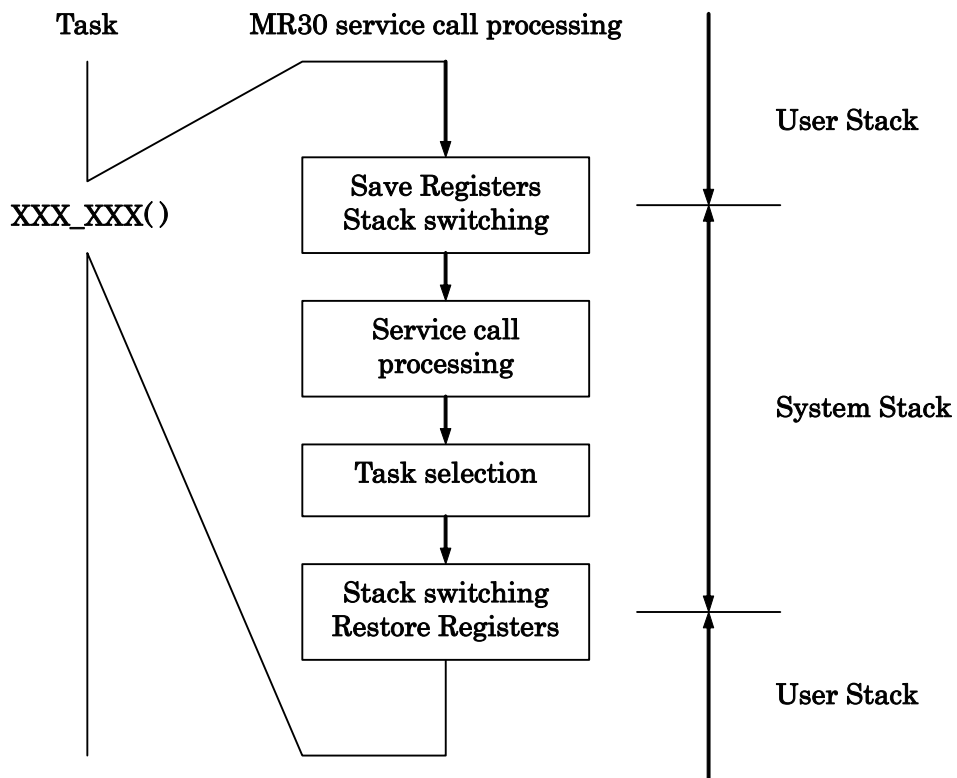 Task
MR30 service call processing
User Stack
Save Registers
Stack switching
XXX_XXX()
Service call
processing
System Stack
Task selection
Stack switching
Restore Registers
User Stack